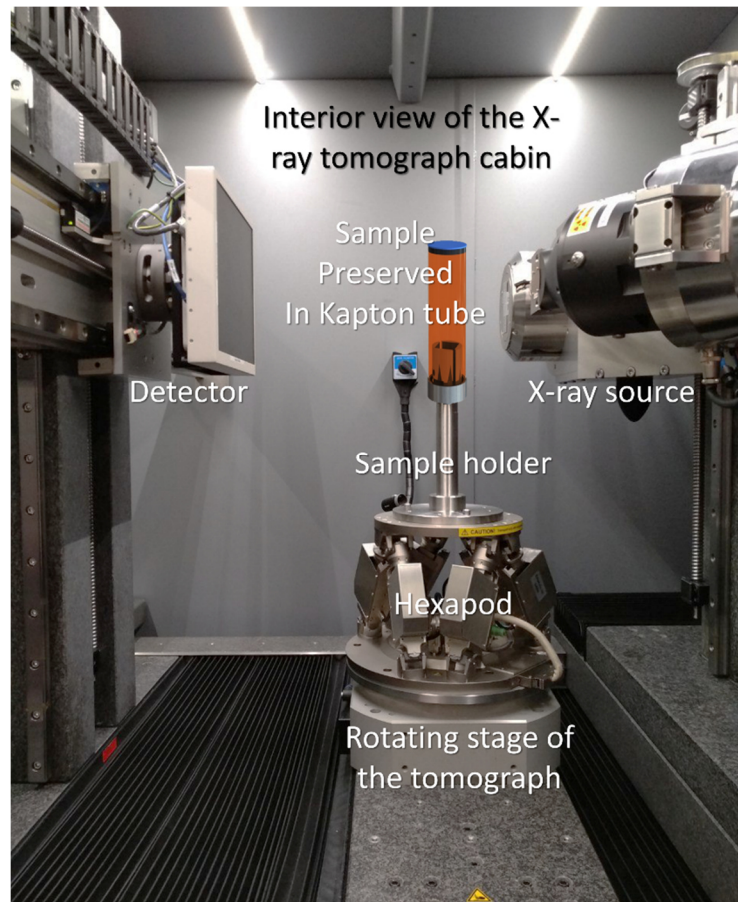 Interior view of the X-
ray tomograph cabin
Sample
Preserved
In Kapton tube
Detector
X-ray source
Sample holder
CAUTION
Hexapod
Rotating stage of
the tomograph